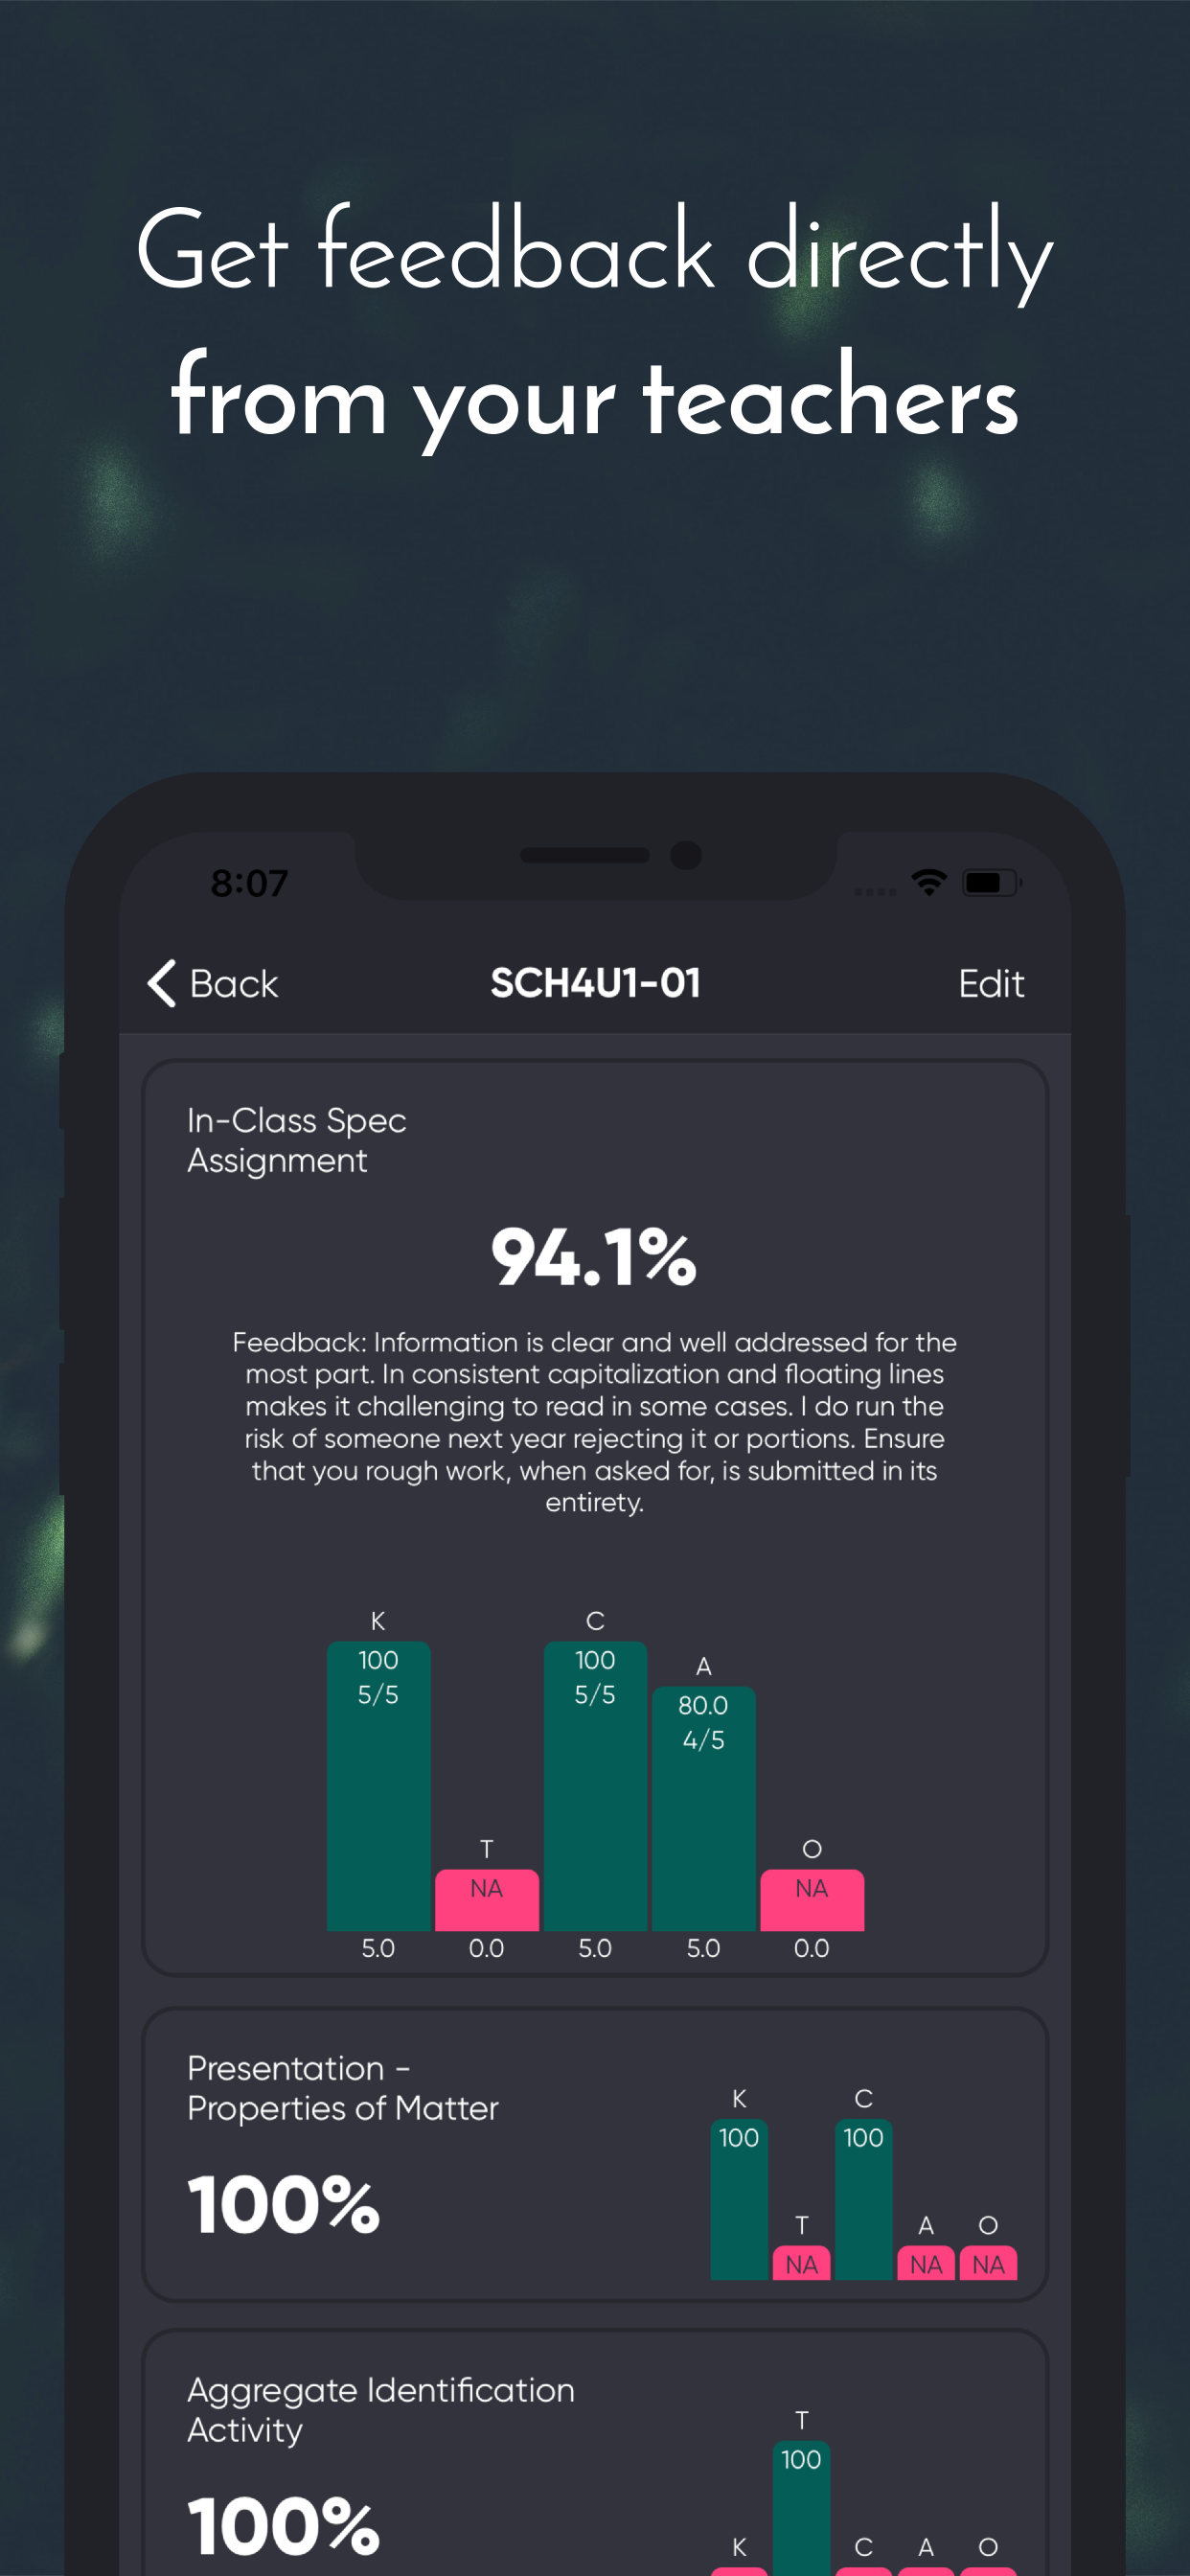 Get feedback directly
from your teachers
8:07
Back
SCH4U1-01
Edit
In-Class Spec
Assignment
94.1%
Feedback: Information is clear and well addressed for the
most part. In consistent capitalization and floating lines
makes it challenging to read in some cases. I do run the
risk of someone next year rejecting it or portions. Ensure
that you rough work, when asked for, is submitted in its
entirety.
K
C
100
100
A
5/5
5/5
80.0
4/5
T
O
NA
NA
5.0
0.0
5.0
5.0
0.0
Presentation -
Properties of Matter
100%
K
C
100
100
T
A
O
NA
NA
NA
Aggregate Identification
Activity
100%
T
100
K
C
A
O